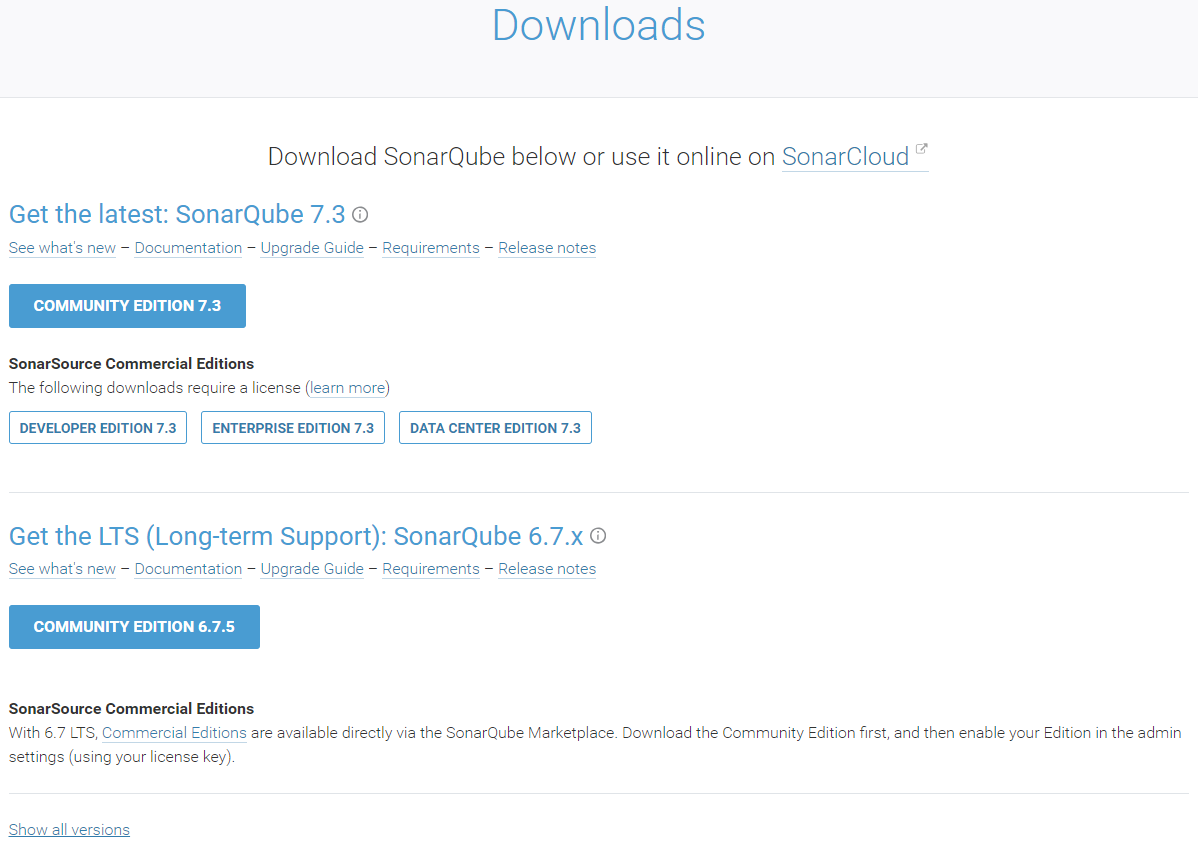 Downloads
Download SonarQube below or use it online on SonarCloud
Get the latest: SonarQube 7.3
See what's new – Documentation – Upgrade Guide – Requirements – Release notes
COMMUNITY EDITION 7.3
SonarSource Commercial Editions
The following downloads require a license (learn more)
DEVELOPER EDITION 7.3 ENTERPRISE EDITION 7.3 DATA CENTER EDITION 7.3
Get the LTS (Long-term Support): SonarQube 6.7.x
See what's new – Documentation – Upgrade Guide – Requirements – Release notes
COMMUNITY EDITION 6.7.5
SonarSource Commercial Editions
With 6.7 LTS, Commercial Editions are available directly via the SonarQube Marketplace. Download the Community Edition first, and then enable your Edition in the admin
settings (using your license key).
Show all versions